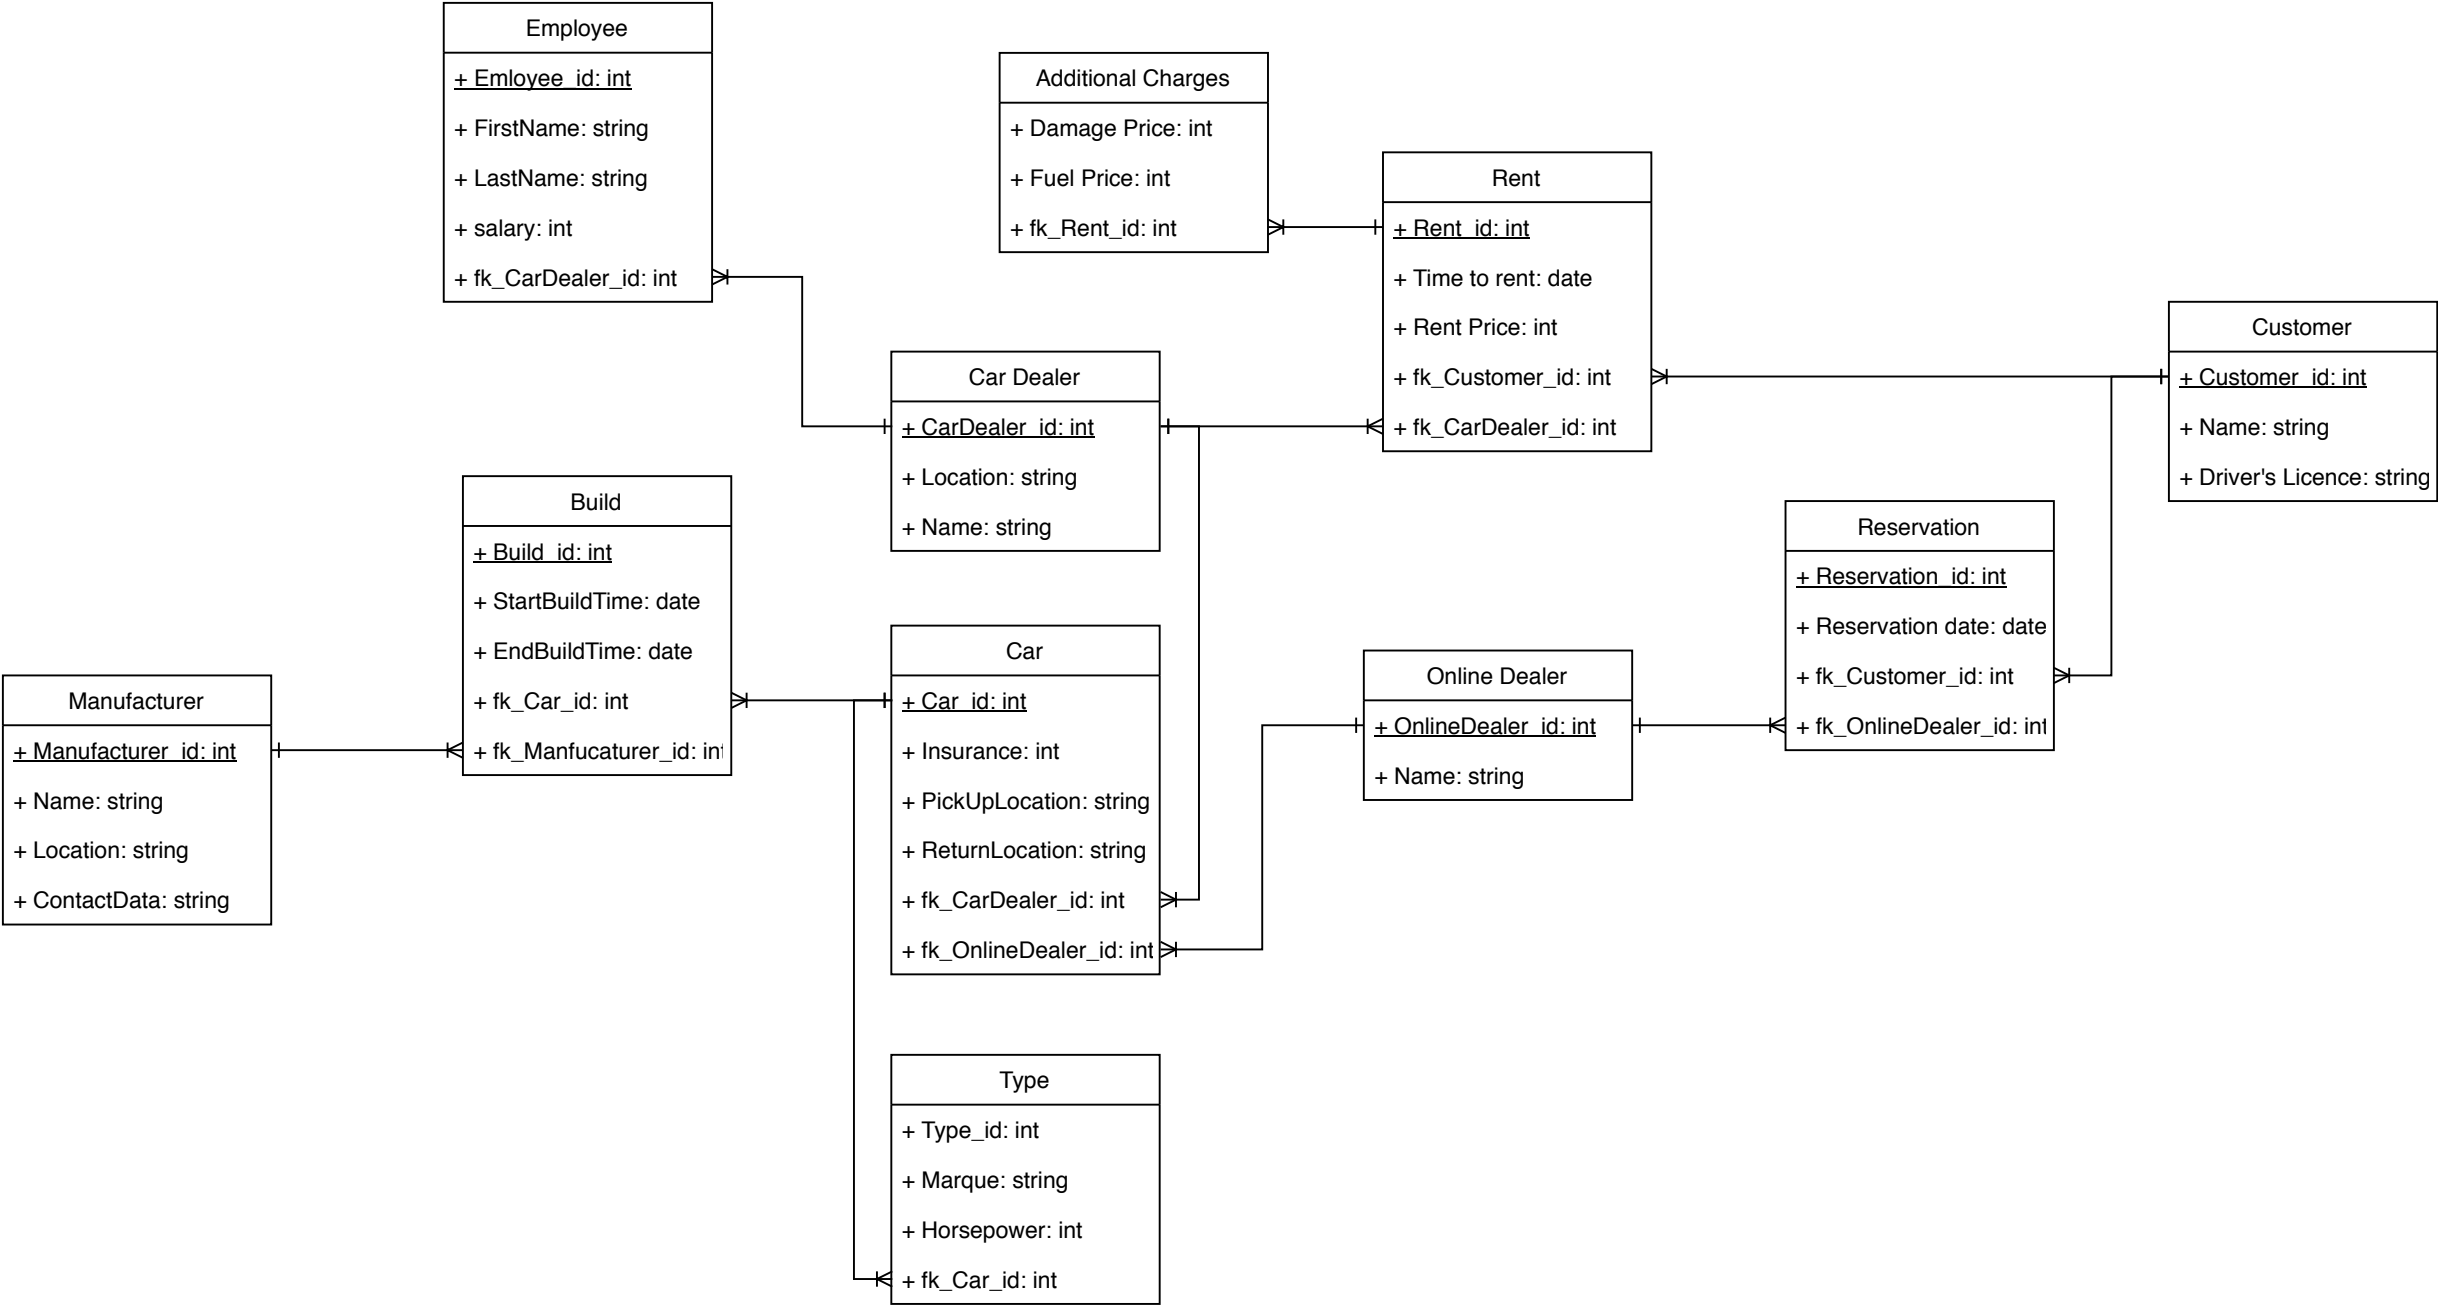 Employee
+ Emloyee_id: int
+ FirstName: string
+ LastName: string
+ salary: int
+ fk_CarDealer_id: int
Additional Charges
+ Damage Price: int
+ Fuel Price: int
+ fk_Rent_id: int
Rent
+ Rent_id: int
+ Time to rent: date
+ Rent Price: int
+ fk_Customer_id: int
+ fk_CarDealer_id: int
Customer
+ Customer_id: int
+ Name: string
+ Driver's Licence: string
Car Dealer
+ CarDealer_id: int
+ Location: string
+ Name: string
Build
+ Build_id: int
+ StartBuildTime: date
+ EndBuildTime: date
+ fk_Car_id: int
+ fk_Manfucaturer_id: int
Reservation
+ Reservation_id: int
+ Reservation date: date
+ fk_Customer_id: int
+ fk_OnlineDealer_id: int
Manufacturer
+ Manufacturer_id: int
+ Name: string
+ Location: string
+ ContactData: string
Car
+ Car_id: int
+ Insurance: int
+ PickUpLocation: string
+ ReturnLocation: string
+ fk_CarDealer_id: int
+ fk_OnlineDealer_id: int
Online Dealer
+ OnlineDealer_id: int
+ Name: string
Type
+ Type_id: int
+ Marque: string
+ Horsepower: int
+ fk_Car_id: int